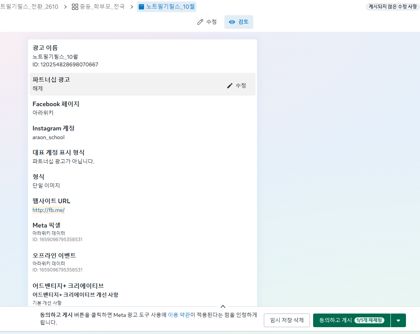 트필기필스_전환_2610 > 중등_학부모_전국 > 노트필기필스_10월
게시되지 않은 수정 사항
수정
검토
광고 이름
노트필기필스_10월
ID: 120254828698070667
파트너십 광고
해제
수정
Facebook 페이지
아라위키
Instagram 계정
araon_school
대표 계정 표시 형식
파트너십 광고가 아닙니다.
형식
단일 이미지
웹사이트 URL
http://fb.me/
Meta 픽셀
아라위키 데이터
ID: 1659096795358531
오프라인 이벤트
아라위키 데이터
ID: 1659096795358531
어드밴티지+ 크리에이티브
어드밴티지+ 크리에이티브 개선 사항
기본 개선 사항
동의하고 게시 버튼을 클릭하면 Meta 광고 도구 사용에 이용 약관이 적용된다는 점을 인정하게
됩니다.
임시 저장 삭제
동의하고 게시